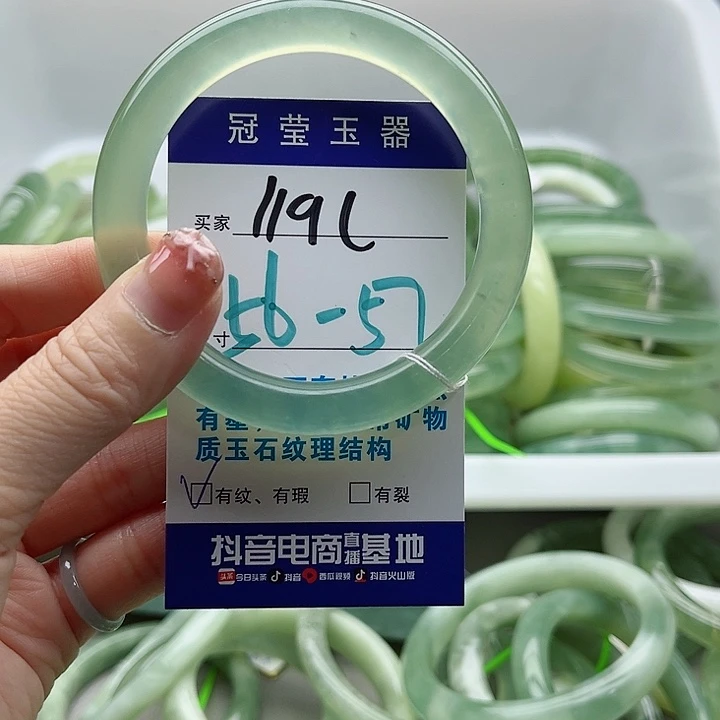 冠莹玉器
买家 119L
寸 56-57
有
矿物
质玉石纹理结构
有纹、有瑕 有裂
抖音电商直播基地
今日头条 抖音 西瓜视频 抖音火山版